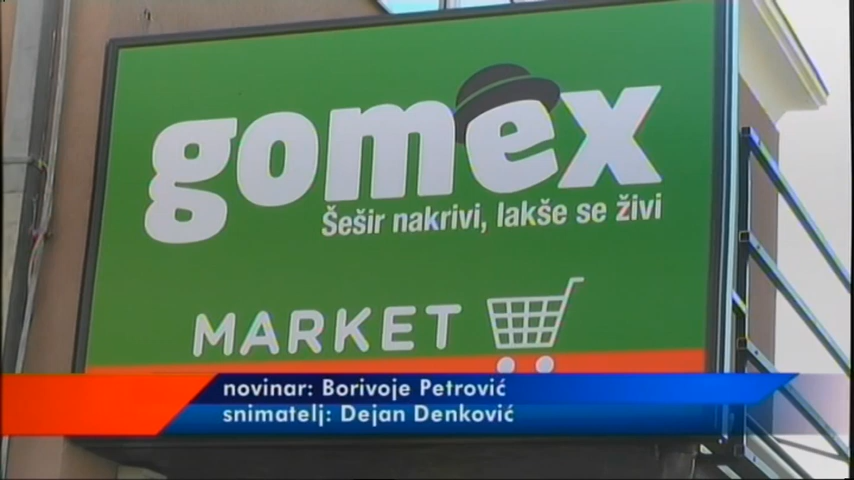 gomex
Šešir nakrivi, lakše se živi
MARKET
novinar: Borivoje Petrović
snimatelj: Dejan Denković